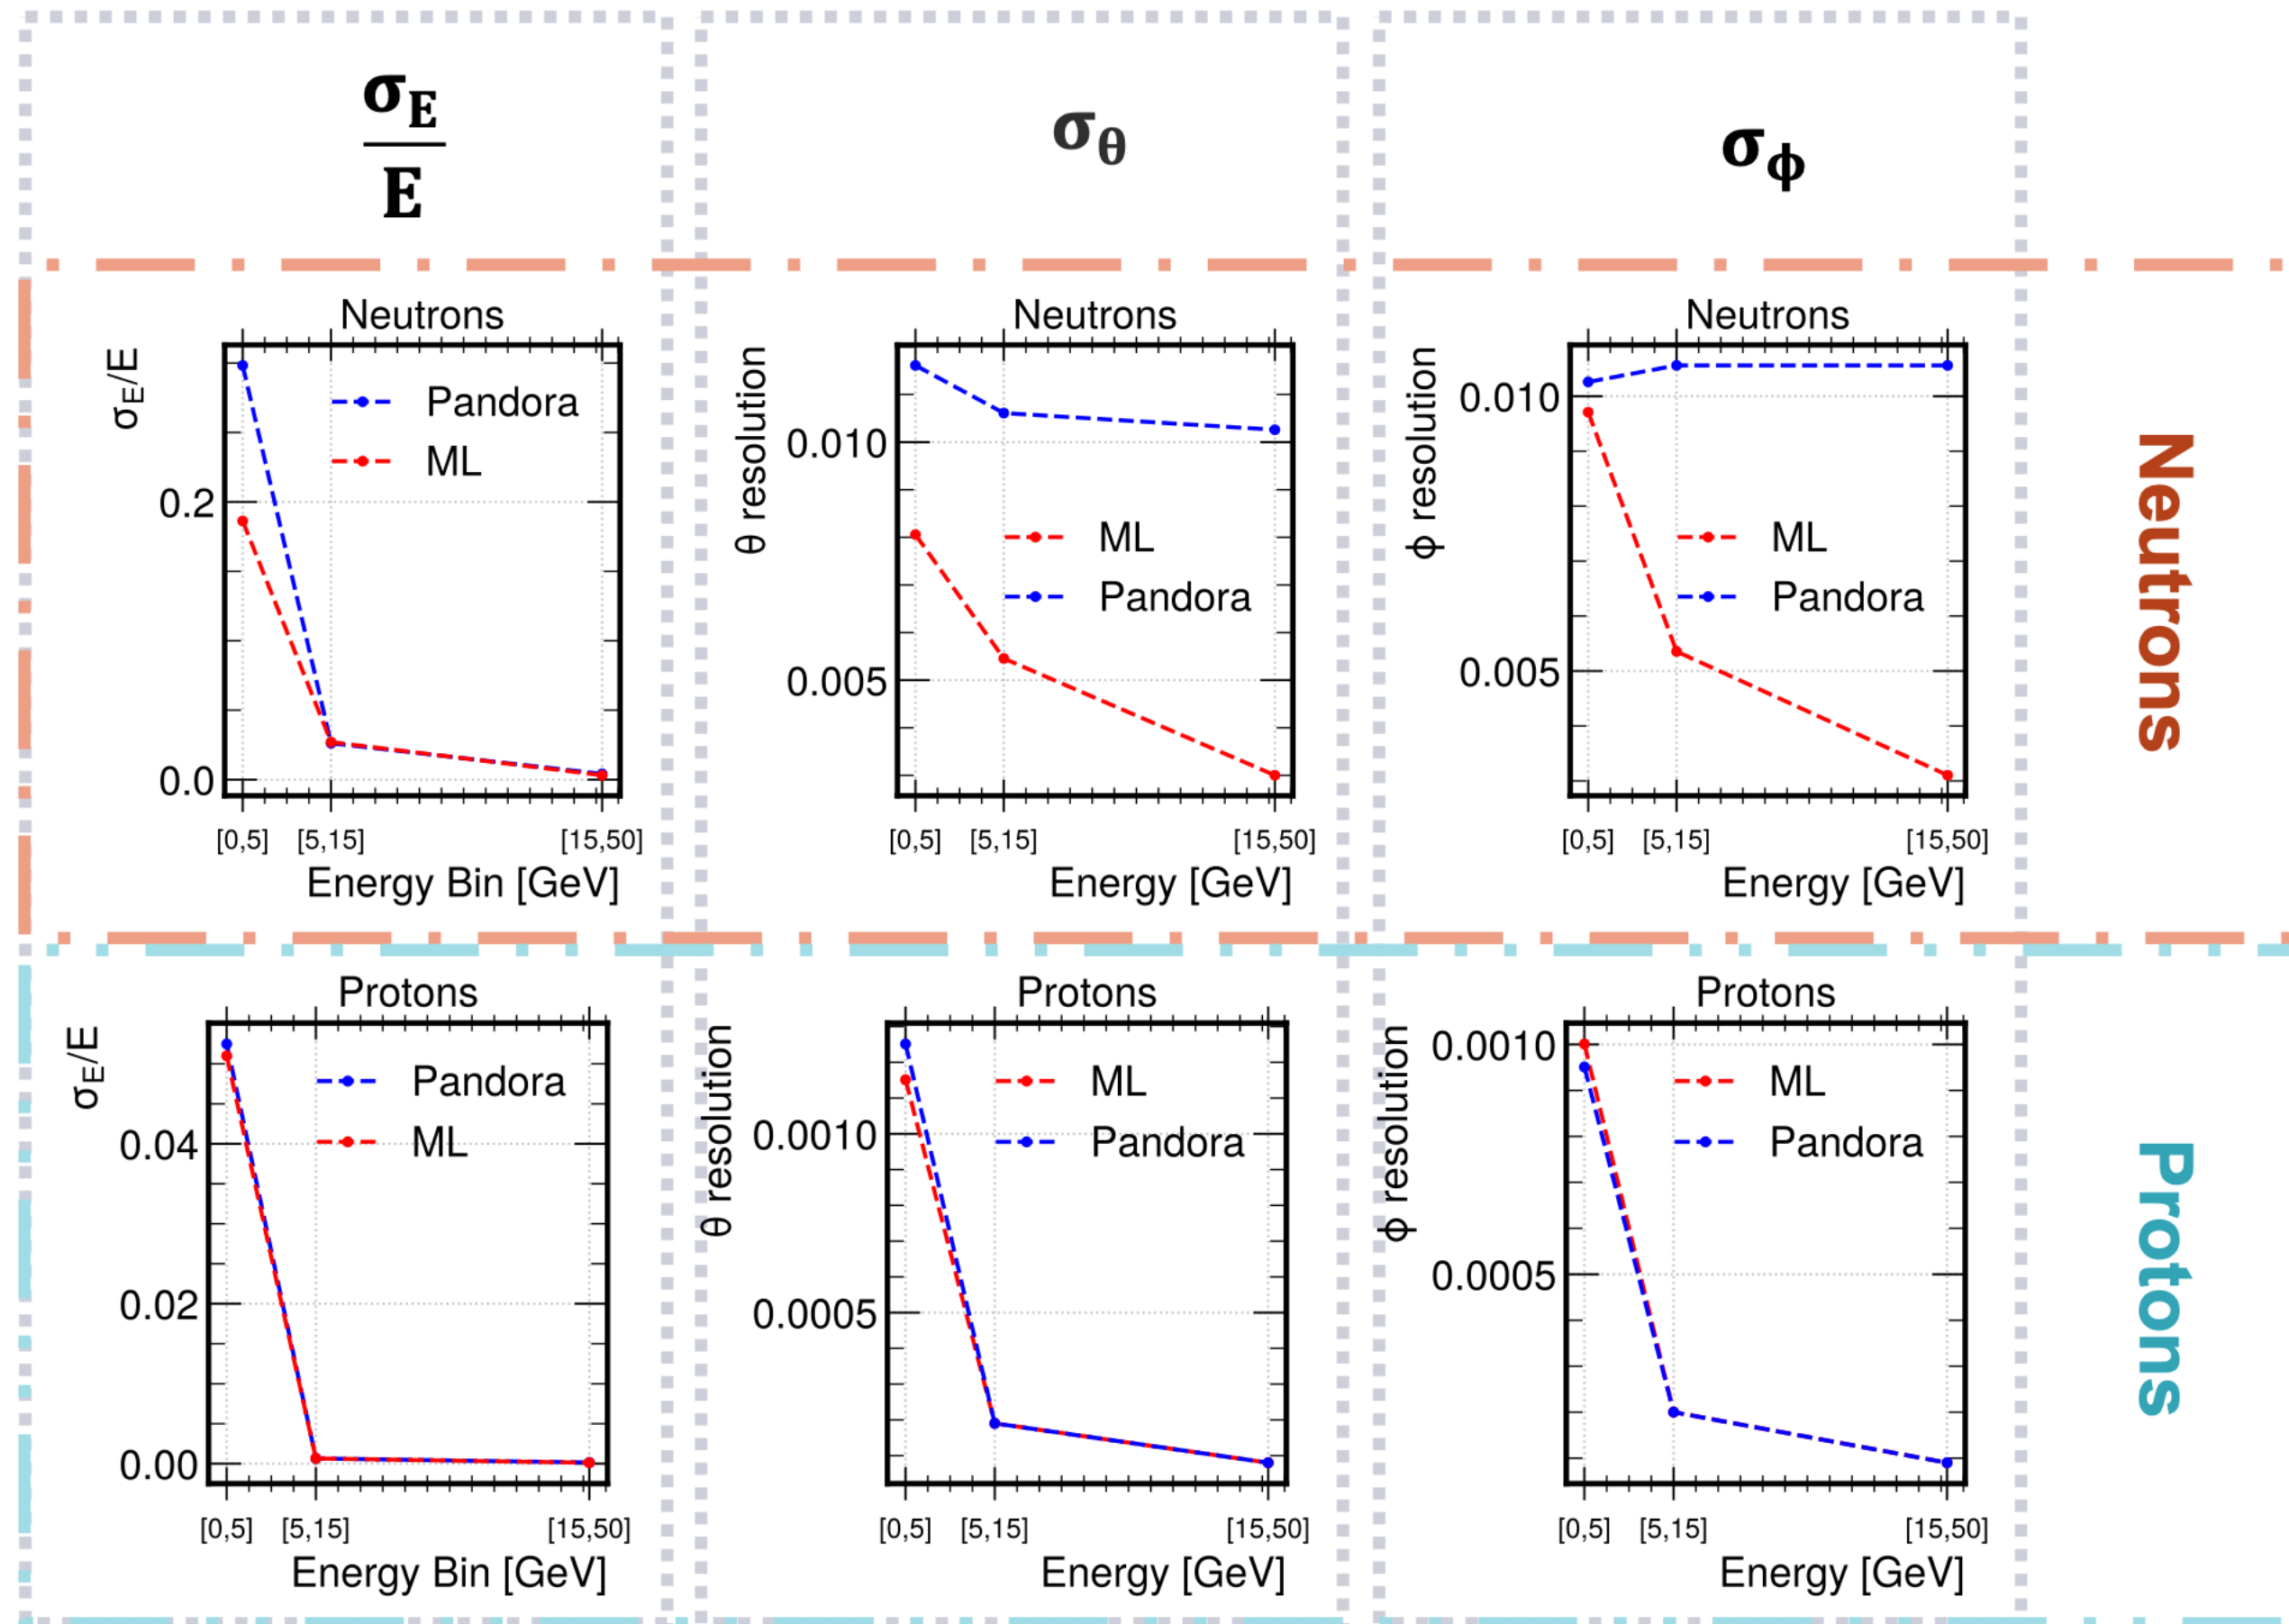 σE
E
σθ
σϕ
Neutrons
σE/E
0.2
0.0
Pandora
ML
[0,5] [5,15] [15,50]
Energy Bin [GeV]
Neutrons
θ resolution
0.010
0.005
ML
Pandora
[0,5] [5,15] [15,50]
Energy [GeV]
Neutrons
ϕ resolution
0.010
0.005
ML
Pandora
[0,5] [5,15] [15,50]
Energy [GeV]
Neutrons
Protons
σE/E
0.04
0.02
0.00
Pandora
ML
[0,5] [5,15] [15,50]
Energy Bin [GeV]
Protons
θ resolution
0.0010
0.0005
ML
Pandora
[0,5] [5,15] [15,50]
Energy [GeV]
Protons
ϕ resolution
0.0010
0.0005
ML
Pandora
[0,5] [5,15] [15,50]
Energy [GeV]
Protons